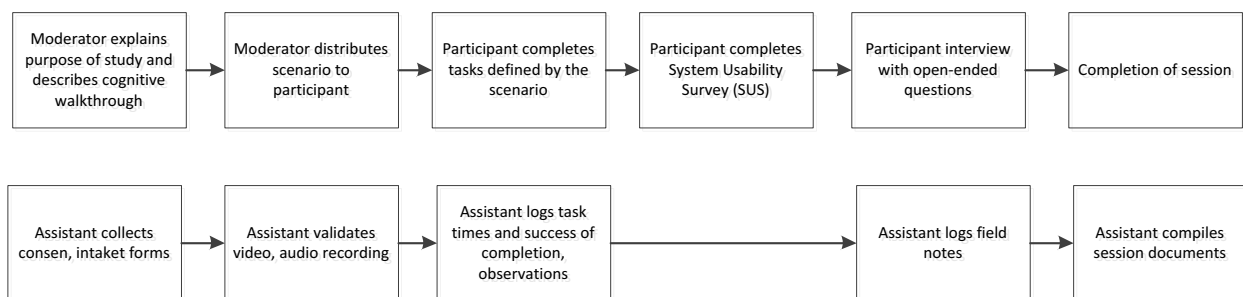 Moderator explains
purpose of study and
describes cognitive
walkthrough
Moderator distributes
scenario to
participant
Participant completes
tasks defined by the
scenario
Participant completes
System Usability
Survey (SUS)
Participant interview
with open-ended
questions
Completion of session
Assistant collects
consen, intaket forms
Assistant validates
video, audio recording
Assistant logs task
times and success of
completion,
observations
Assistant logs field
notes
Assistant compiles
session documents